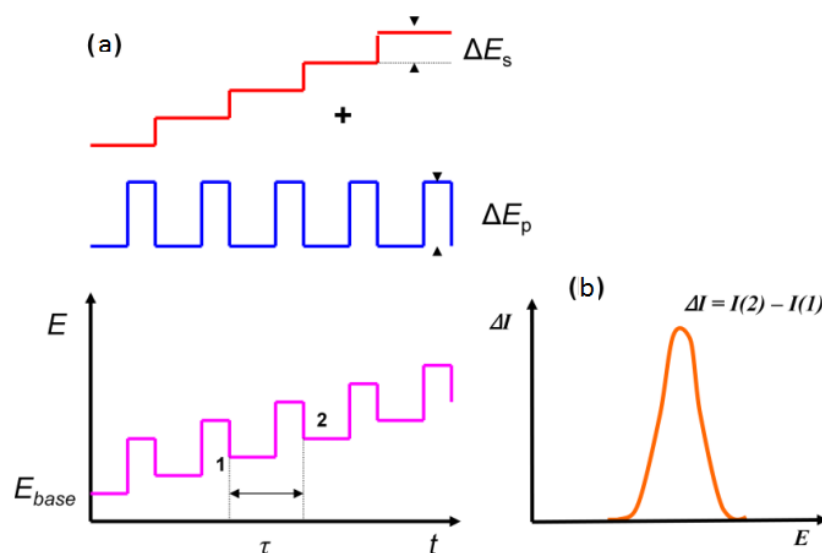 (a)
ΔEs
+
ΔEp
E
1
2
Ebase
τ
t
(b)
ΔI
ΔI = I(2) – I(1)
E